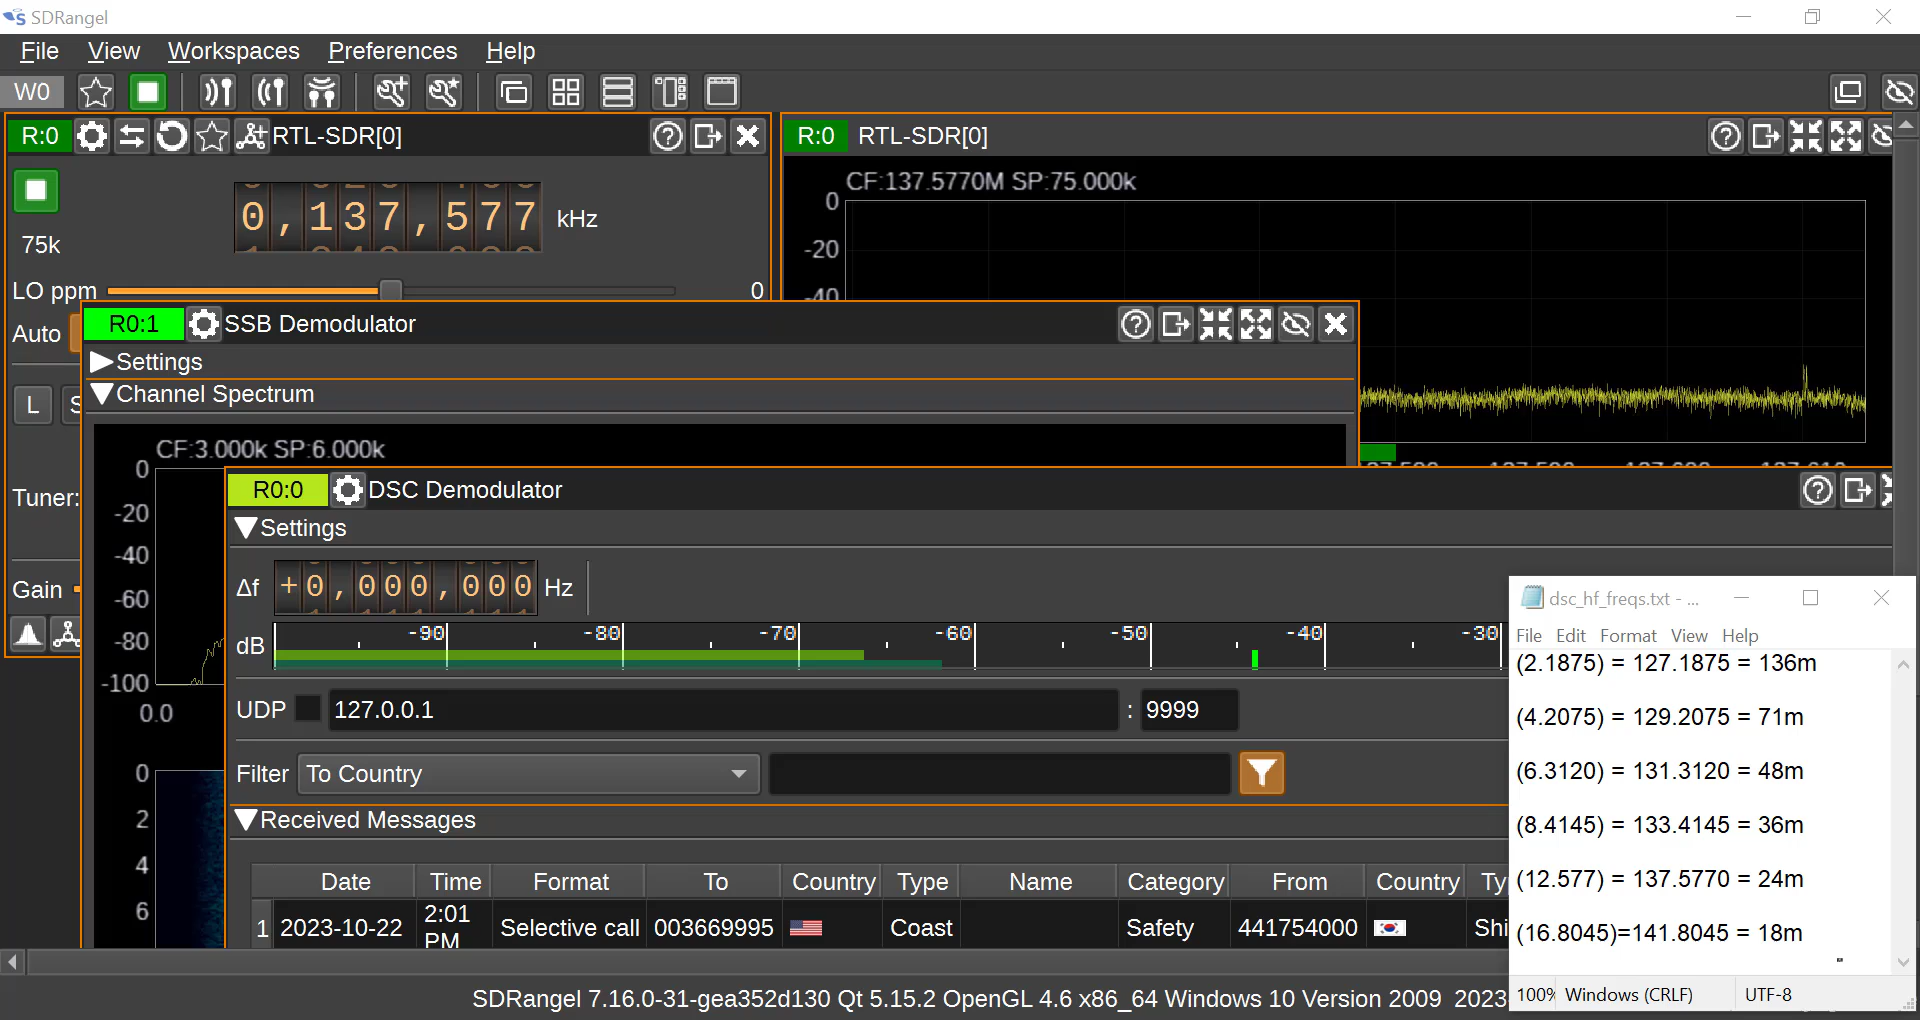 SDRangel
File View Workspaces Preferences Help
W0
R:0 RTL-SDR[0]
0,137,577 kHz
75k
LO ppm 0
Auto
L S
Tuner:
Gain
R:0 RTL-SDR[0]
CF:137.5770M SP:75.000k
0
-20
-40
R0:1 SSB Demodulator
Settings
Channel Spectrum
CF:3.000k SP:6.000k
0
-20
-40
-60
-80
-100
0.0
0
2
4
6
R0:0 DSC Demodulator
Settings
Δf +0,000,000 Hz
dB -90 -80 -70 -60 -50 -40 -30
UDP 127.0.0.1 : 9999
Filter To Country
Received Messages
Date Time Format To Country Type Name Category From Country Ty
1 2023-10-22 2:01 PM Selective call 003669995 Coast Safety 441754000 Shi
SDRangel 7.16.0-31-gea352d130 Qt 5.15.2 OpenGL 4.6 x86_64 Windows 10 Version 2009 2023-
dsc_hf_freqs.txt - ...
File Edit Format View Help
(2.1875) = 127.1875 = 136m
(4.2075) = 129.2075 = 71m
(6.3120) = 131.3120 = 48m
(8.4145) = 133.4145 = 36m
(12.577) = 137.5770 = 24m
(16.8045)=141.8045 = 18m
100% Windows (CRLF) UTF-8